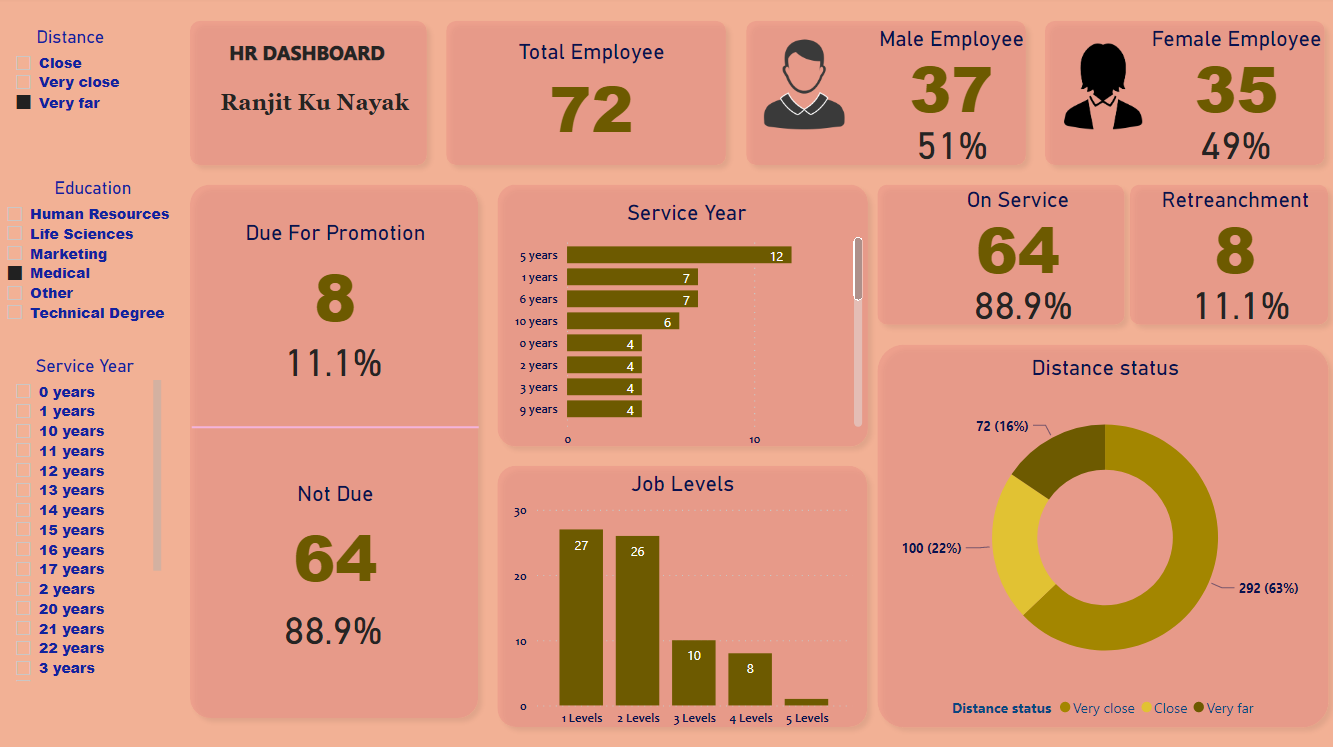 Distance
Close
Very close
Very far
HR DASHBOARD
Ranjit Ku Nayak
Total Employee
72
Male Employee
37
51%
Female Employee
35
49%
Education
Human Resources
Life Sciences
Marketing
Medical
Other
Technical Degree
Service Year
0 years
1 year
10 years
11 years
12 years
13 years
14 years
15 years
16 years
17 years
2 years
20 years
21 years
22 years
3 years
Due For Promotion
8
11.1%
Not Due
64
88.9%
Service Year
5 years 12
1 years 7
6 years 7
10 years 6
0 years 4
2 years 4
3 years 4
9 years 4
0 10
Job Levels
30
20
10
0
27 26 10 8
1 Levels 2 Levels 3 Levels 4 Levels 5 Levels
On Service
64
88.9%
Retreanchment
8
11.1%
Distance status
72 (16%)
100 (22%)
292 (63%)
Distance status Very close Close Very far